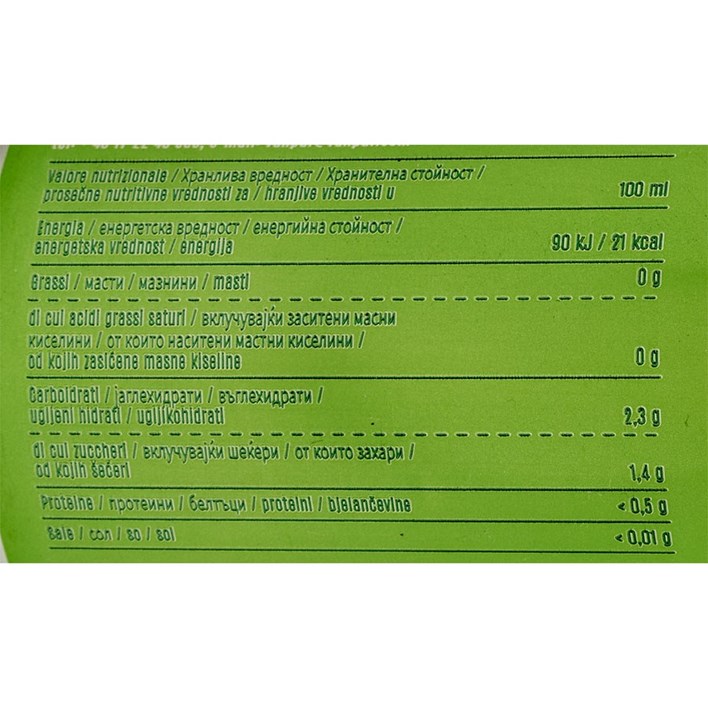 Valore nutrizionale / Хранлива вредност / Хранителна стойност /
prosečne nutritivne vrednosti za / hranjive vrednosti u 100 ml
Energia / енергетска вредност / енергийна стойност /
energetska vrednost / energija 90 kJ / 21 kcal
Grassi / масти / мазнини / masti 0 g
di cui acidi grassi saturi / вклучувајќи заситени масни
киселини / от които наситени мастни киселини /
od kojih zasićene masne kiseline 0 g
Carboidrati / јаглехидрати / въглехидрати /
ugljeni hidrati / ugljikohidrati 2,3 g
di cui zuccheri / вклучувајќи шеќери / от които захари /
od kojih šećeri 1,4 g
Proteine / протеини / белтъци / proteini / bjelančevine < 0,5 g
Sale / сол / so / sol < 0,01 g